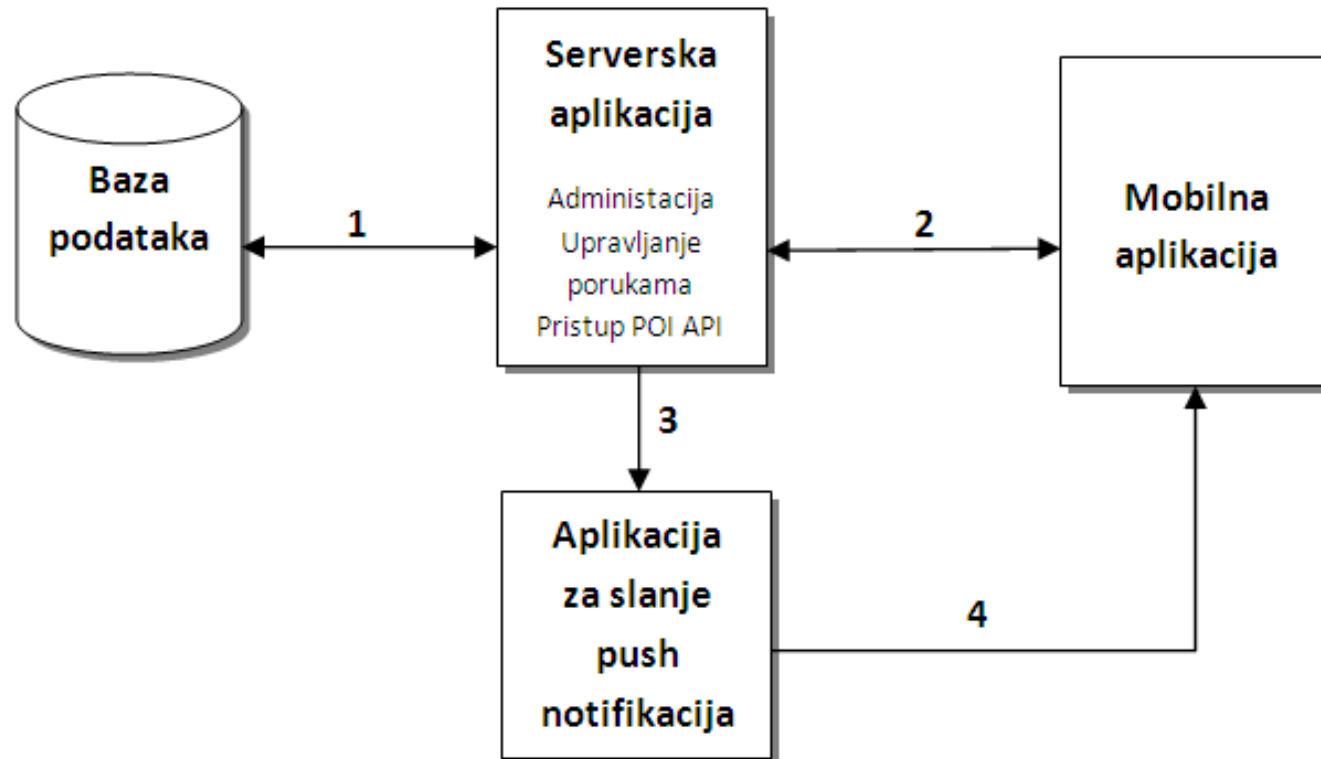 Baza
podataka
1
Serverska
aplikacija
Administacija
Upravljanje
porukama
Pristup POI API
2
Mobilna
aplikacija
3
Aplikacija
za slanje
push
notifikacija
4